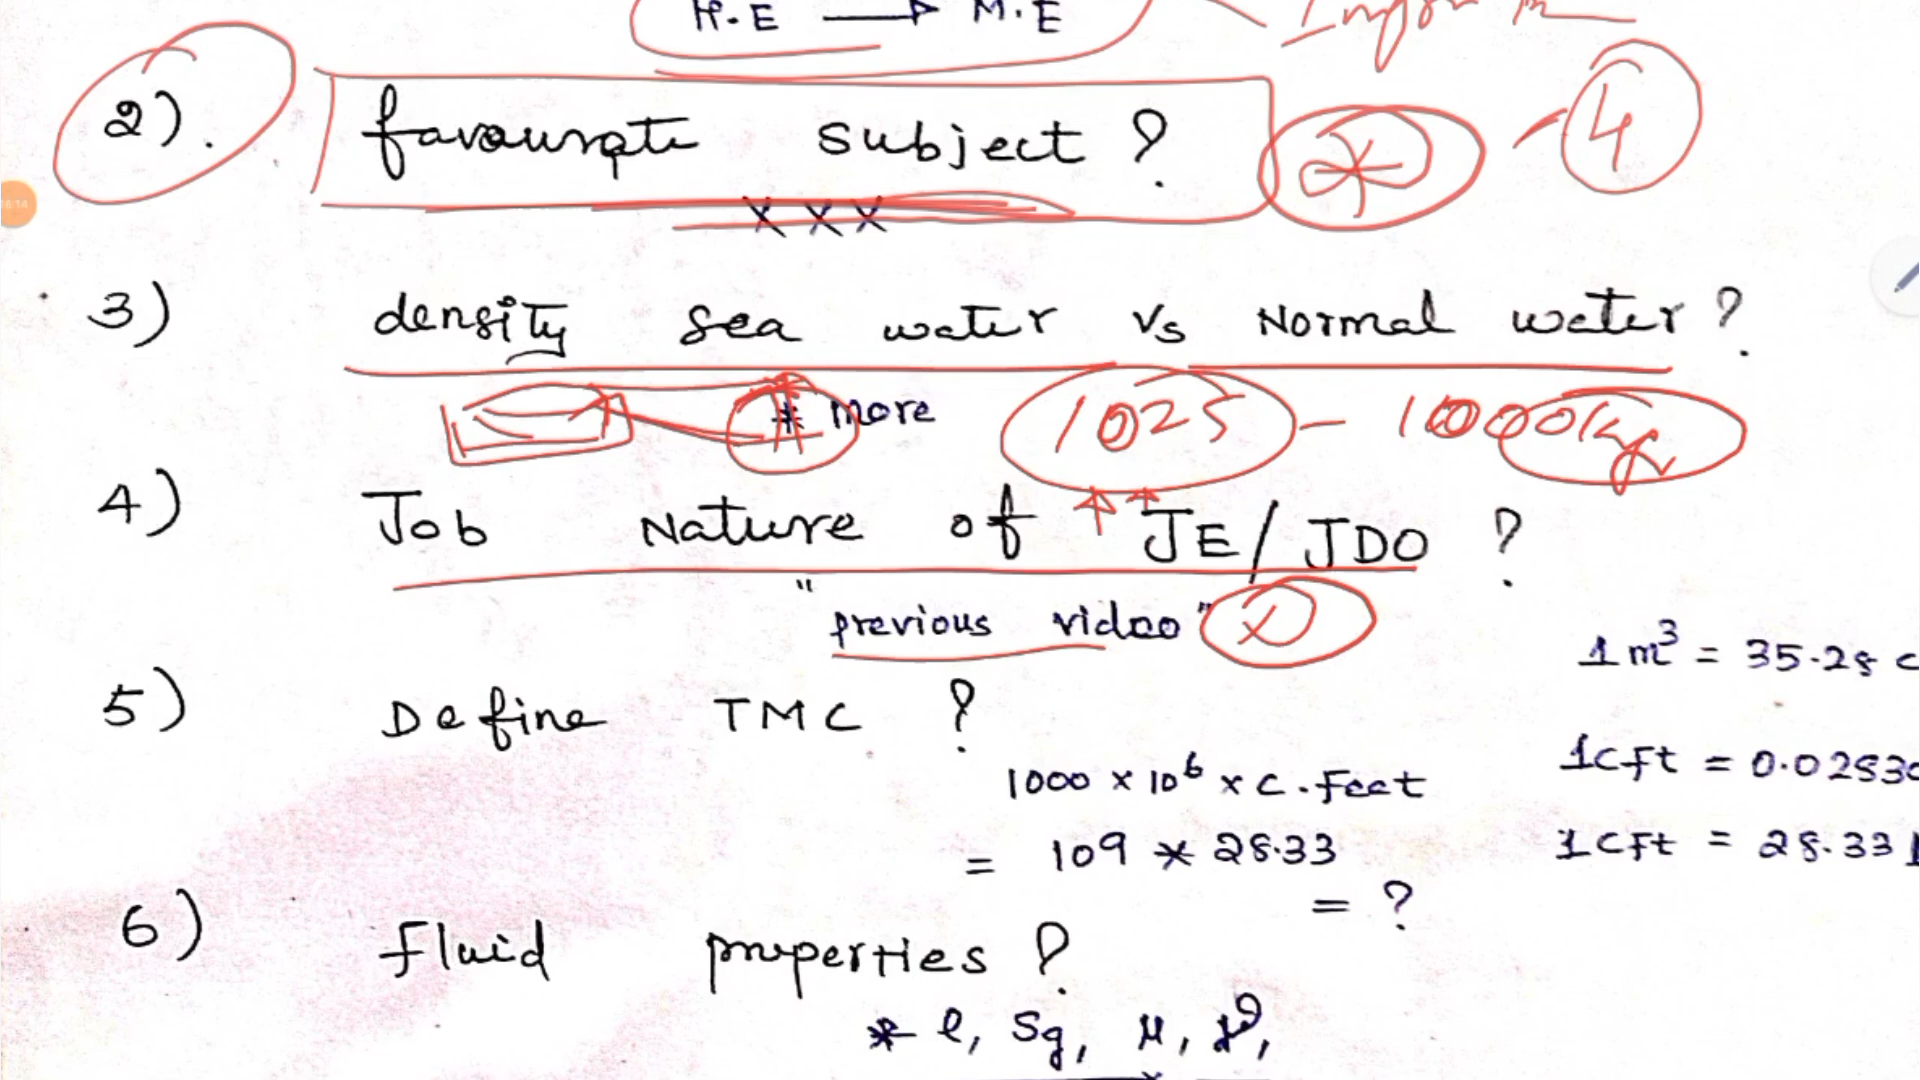 H.E → M.E
2). favourate subject ? * - 4
x x x
3) density sea water vs Normal water ?
* more 1025 - 1000kg
4) Job Nature of JE/JDO ?
"previous video"
5) Define TMC ?
1m³ = 35.28 c
1000 x 10⁶ x c.feet
1cft = 0.0283
= 109 * 28.33
1cft = 28.33 l
= ?
6) fluid properties ?
* ρ, Sg, μ,